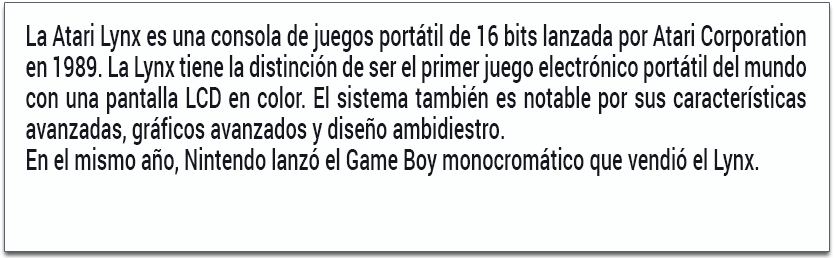 La Atari Lynx es una consola de juegos portátil de 16 bits lanzada por Atari Corporation
en 1989. La Lynx tiene la distinción de ser el primer juego electrónico portátil del mundo
con una pantalla LCD en color. El sistema también es notable por sus características
avanzadas, gráficos avanzados y diseño ambidiestro.
En el mismo año, Nintendo lanzó el Game Boy monocromático que vendió el Lynx.